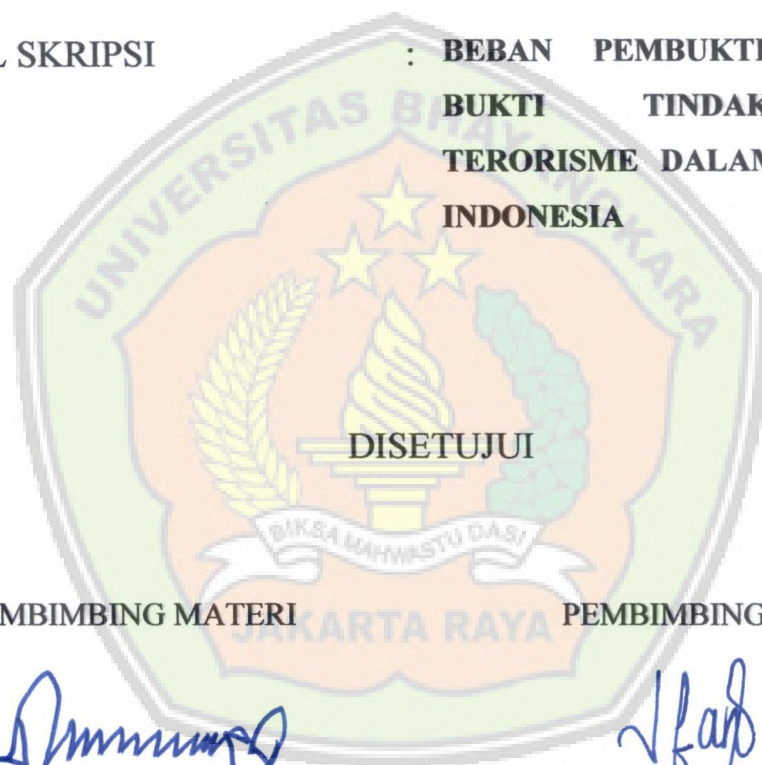 L SKRIPSI : BEBAN PEMBUKTI
BUKTI TINDAK
TERORISME DALAM
INDONESIA
UNIVERSITAS BHAYANGKARA
DISETUJUI
BIKSA MAHWASTU DASI
MBIMBING MATERI PEMBIMBING
JAKARTA RAYA